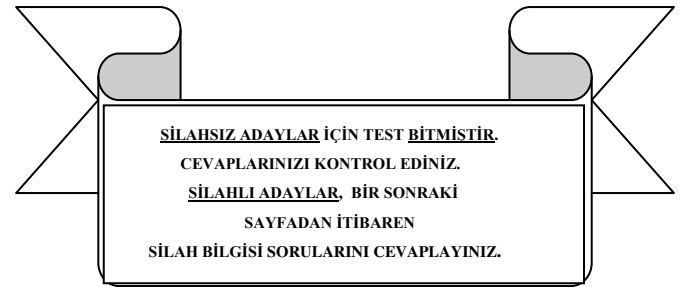 SİLAHSIZ ADAYLAR İÇİN TEST BİTMİŞTİR.
CEVAPLARINIZI KONTROL EDİNİZ.
SİLAHLI ADAYLAR, BİR SONRAKİ
SAYFADAN İTİBAREN
SİLAH BİLGİSİ SORULARINI CEVAPLAYINIZ.